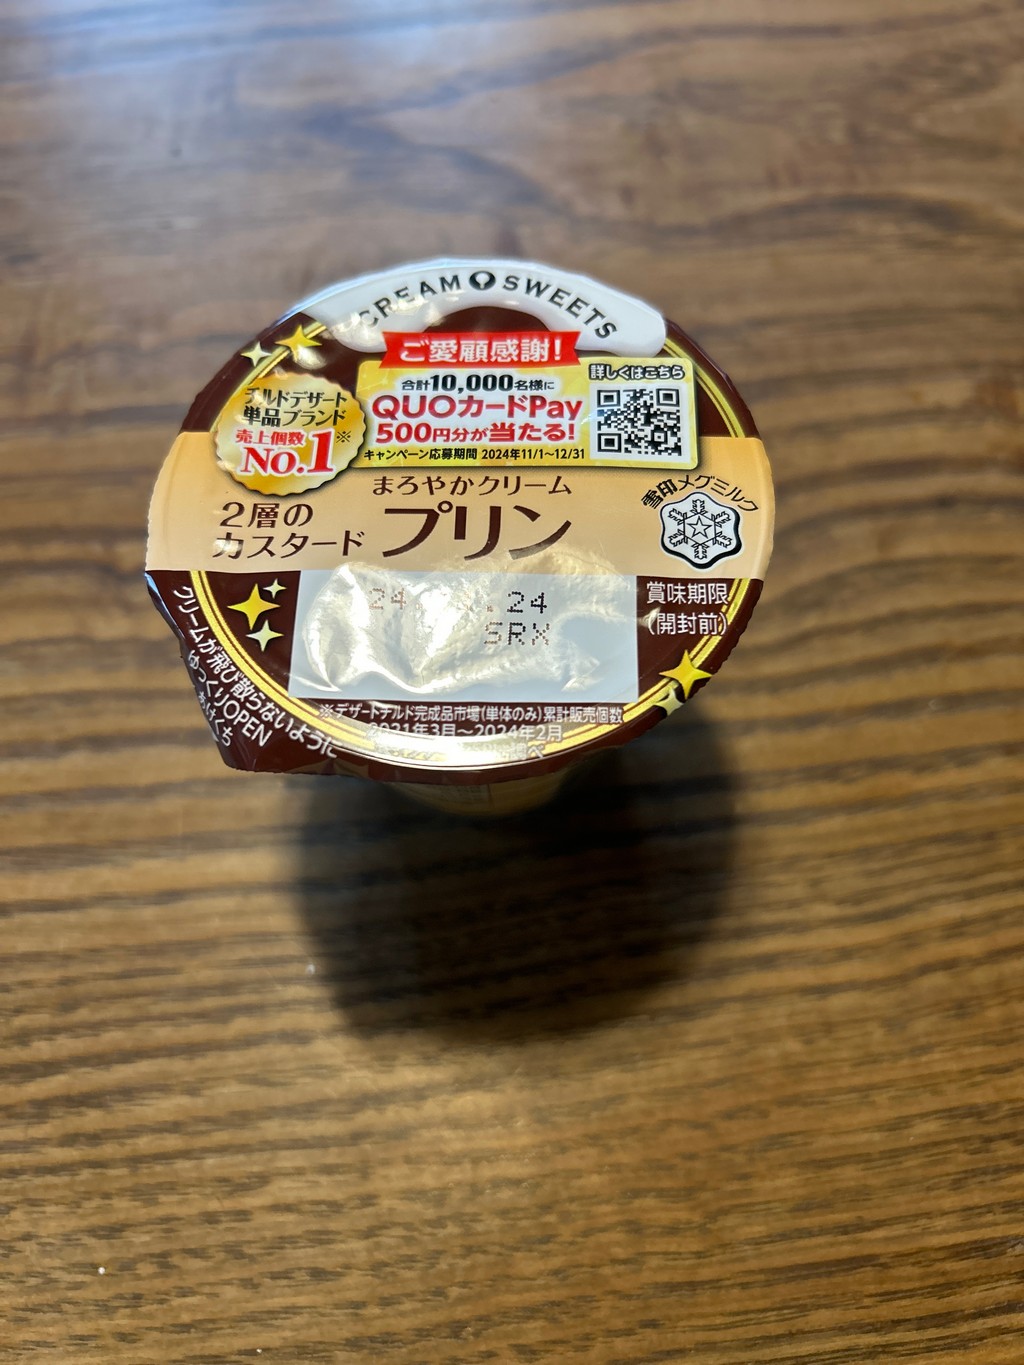 CREAM SWEETS
ご愛顧感謝!
合計10,000名様に
QUOカードPay
500円分が当たる!
キャンペーン応募期間 2024年11/1〜12/31
詳しくはこちら
チルドデザート
単品ブランド
売上個数※
No.1
まろやかクリーム
2層の
カスタード
プリン
雪印メグミルク
24 .24
SRX
賞味期限
(開封前)
クリームが飛び散らないように
ゆっくりOPEN
※デザートチルド完成品市場(単体のみ)累計販売個数
2021年3月〜2024年2月
調べ